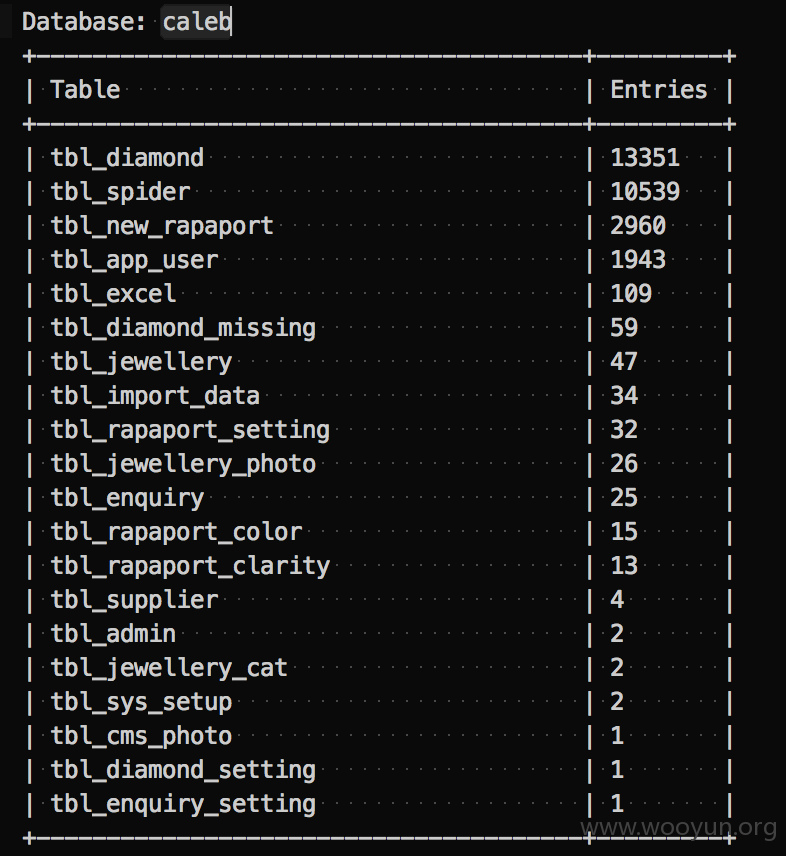 Database: caleb
+---------------------------------------+---------+
| Table | Entries |
+---------------------------------------+---------+
| tbl_diamond | 13351 |
| tbl_spider | 10539 |
| tbl_new_rapaport | 2960 |
| tbl_app_user | 1943 |
| tbl_excel | 109 |
| tbl_diamond_missing | 59 |
| tbl_jewellery | 47 |
| tbl_import_data | 34 |
| tbl_rapaport_setting | 32 |
| tbl_jewellery_photo | 26 |
| tbl_enquiry | 25 |
| tbl_rapaport_color | 15 |
| tbl_rapaport_clarity | 13 |
| tbl_supplier | 4 |
| tbl_admin | 2 |
| tbl_jewellery_cat | 2 |
| tbl_sys_setup | 2 |
| tbl_cms_photo | 1 |
| tbl_diamond_setting | 1 |
| tbl_enquiry_setting | 1 |
+---------------------------------------+---------+
www.wooyun.org